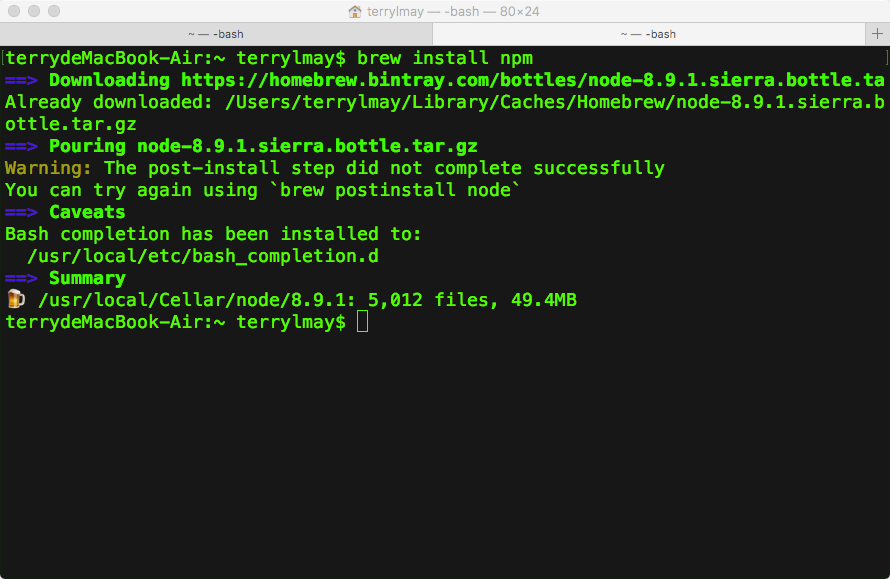 terrylmay — -bash — 80×24
~ — -bash
~ — -bash
terrydeMacBook-Air:~ terrylmay$ brew install npm
==> Downloading https://homebrew.bintray.com/bottles/node-8.9.1.sierra.bottle.ta
Already downloaded: /Users/terrylmay/Library/Caches/Homebrew/node-8.9.1.sierra.b
ottle.tar.gz
==> Pouring node-8.9.1.sierra.bottle.tar.gz
Warning: The post-install step did not complete successfully
You can try again using `brew postinstall node`
==> Caveats
Bash completion has been installed to:
  /usr/local/etc/bash_completion.d
==> Summary
🍺 /usr/local/Cellar/node/8.9.1: 5,012 files, 49.4MB
terrydeMacBook-Air:~ terrylmay$